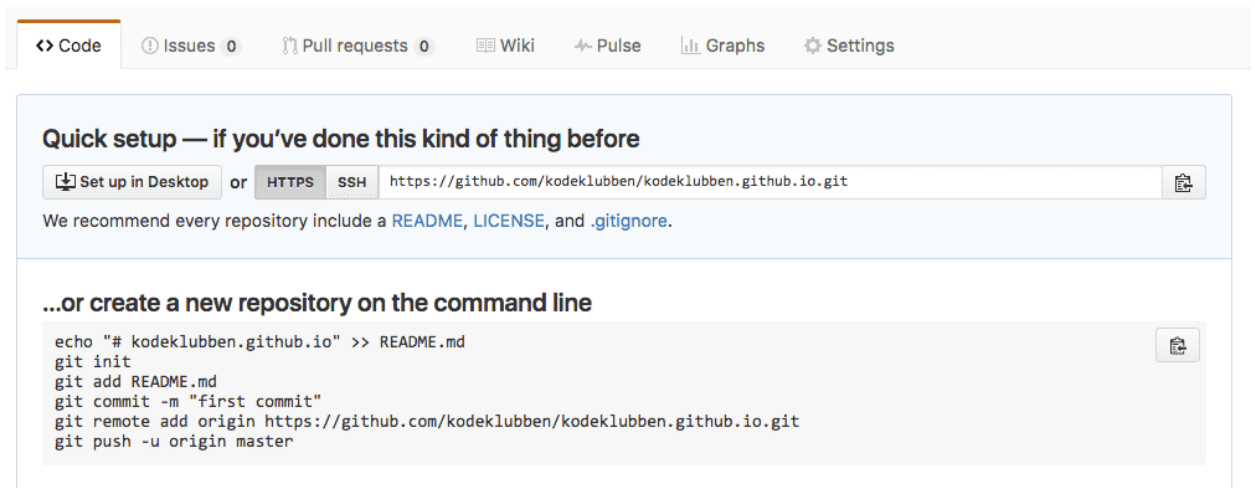 Code Issues 0 Pull requests 0 Wiki Pulse Graphs Settings
Quick setup — if you’ve done this kind of thing before
Set up in Desktop or HTTPS SSH https://github.com/kodeklubben/kodeklubben.github.io.git
We recommend every repository include a README, LICENSE, and .gitignore.
…or create a new repository on the command line
echo "# kodeklubben.github.io" >> README.md
git init
git add README.md
git commit -m "first commit"
git remote add origin https://github.com/kodeklubben/kodeklubben.github.io.git
git push -u origin master